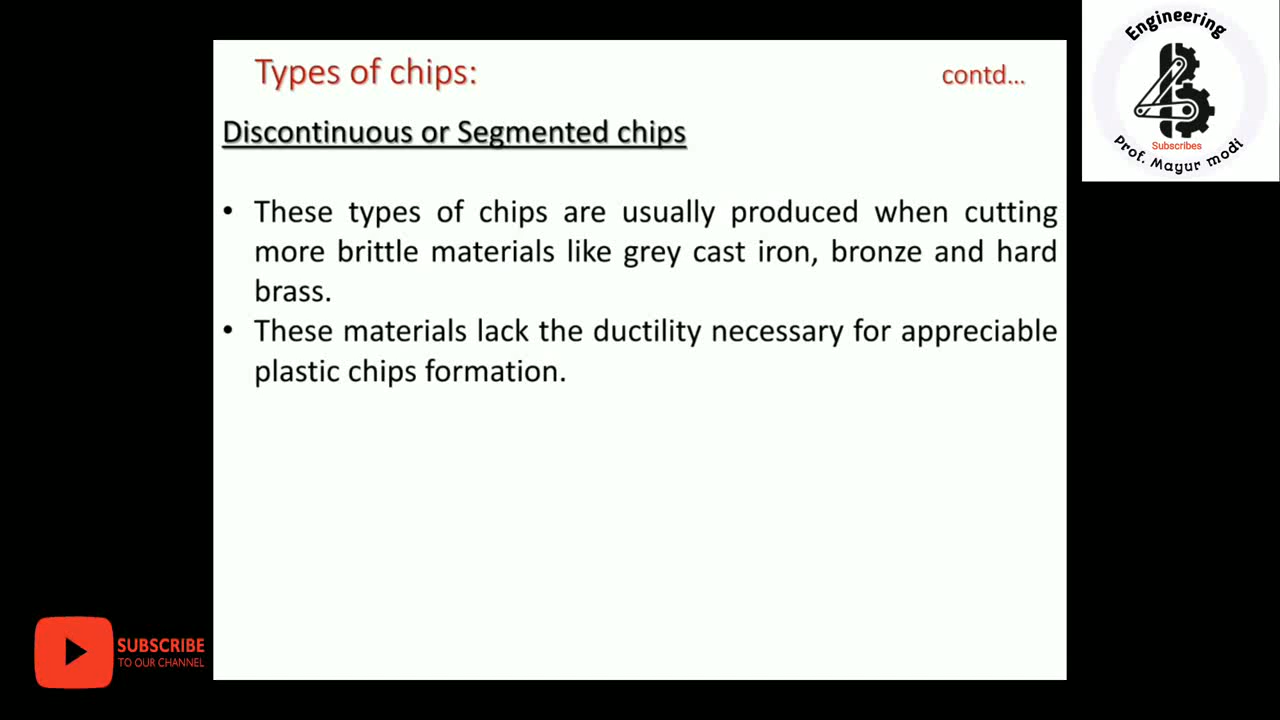 Engineering
Subscribes
Prof. Mayur modi
Types of chips:
contd...
Discontinuous or Segmented chips
• These types of chips are usually produced when cutting
more brittle materials like grey cast iron, bronze and hard
brass.
• These materials lack the ductility necessary for appreciable
plastic chips formation.
SUBSCRIBE
TO OUR CHANNEL